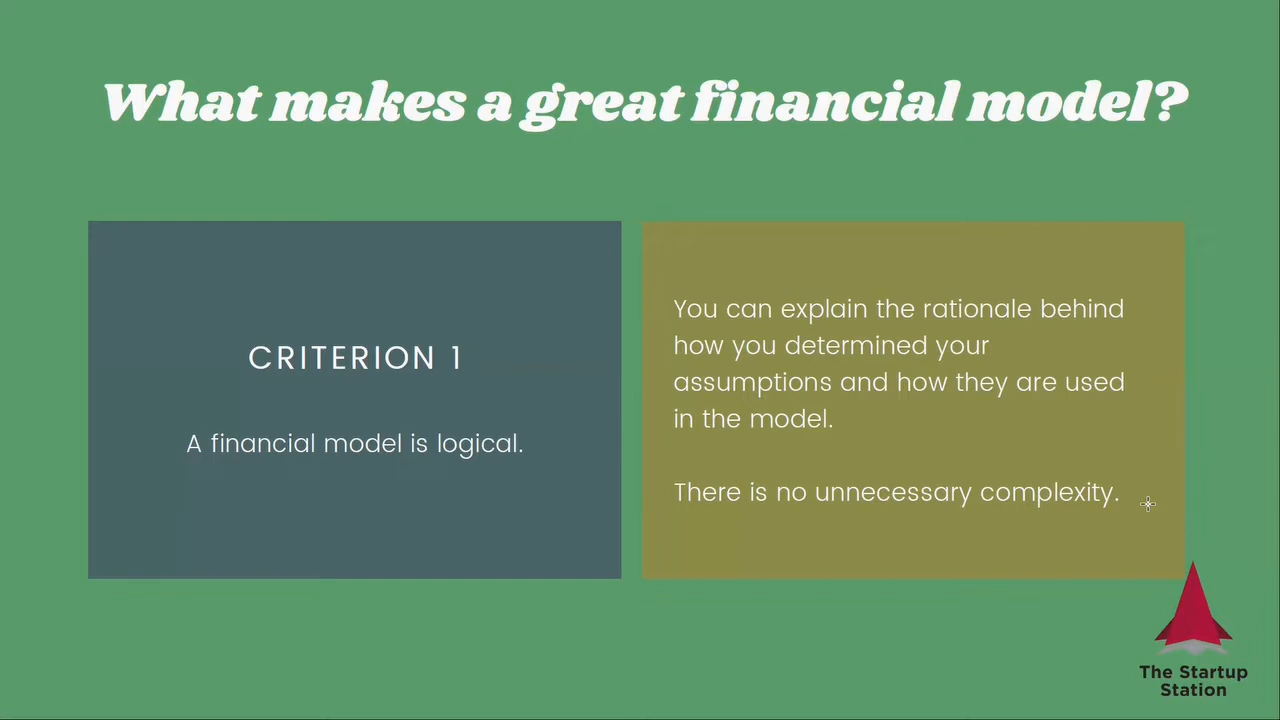 What makes a great financial model?
CRITERION 1
A financial model is logical.
You can explain the rationale behind
how you determined your
assumptions and how they are used
in the model.
There is no unnecessary complexity.
The Startup
Station